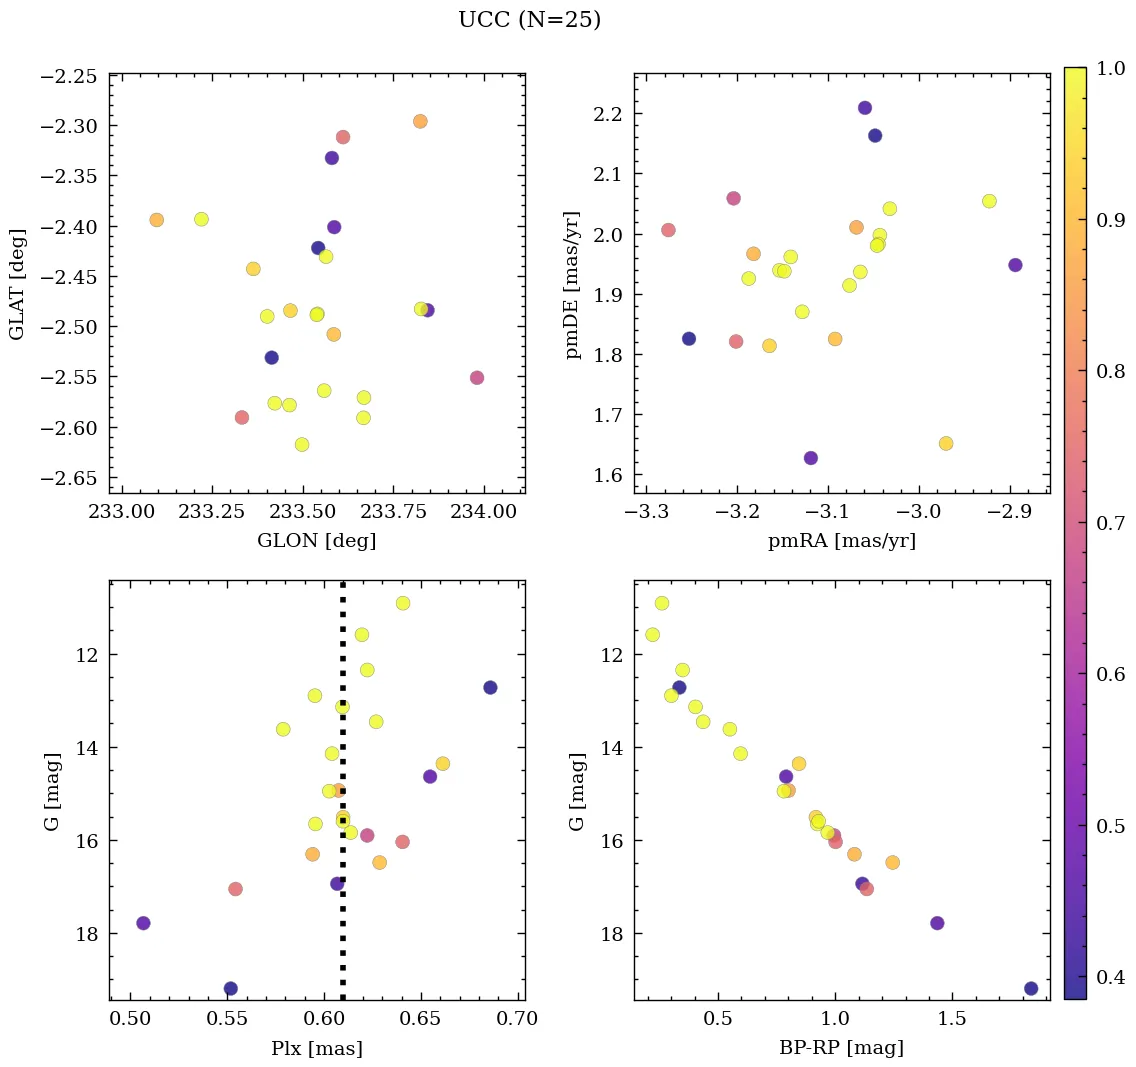 UCC (N=25)
−2.25
−2.30
−2.35
−2.40
−2.45
−2.50
−2.55
−2.60
−2.65
GLAT [deg]
233.00 233.25 233.50 233.75 234.00
GLON [deg]
2.2
2.1
2.0
1.9
1.8
1.7
1.6
pmDE [mas/yr]
−3.3 −3.2 −3.1 −3.0 −2.9
pmRA [mas/yr]
12
14
16
18
G [mag]
0.50 0.55 0.60 0.65 0.70
Plx [mas]
12
14
16
18
G [mag]
0.5 1.0 1.5
BP-RP [mag]
1.0
0.9
0.8
0.7
0.6
0.5
0.4